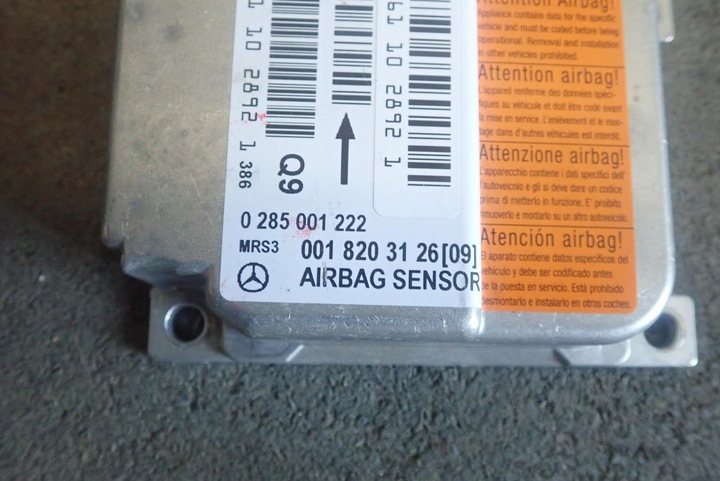 1 10 2892 1 386
Q9
61 10 2892 1
0 285 001 222
MRS3 001 820 31 26[09]
AIRBAG SENSOR
Attention Airbag!
Appliance contains data for the specific
vehicle and must be coded before being
operational. Removal and installation
in other vehicles prohibited.
Attention airbag!
L'appareil renferme des données spéci-
fiques au véhicule et doit être codé avant
la mise en service. L'enlèvement et le mon-
tage dans d'autres véhicules est interdit.
Attenzione airbag!
L'apparecchio contiene i dati specifici dell'
autoveicolo e gli si deve dare un codice
prima di metterlo in funzione. E' proibito
smuoverlo e montarlo su un altro autoveicolo.
Atención airbag!
El aparato contiene datos específicos del
vehículo y debe ser codificado antes
de la puesta en servicio. Está prohibido
desmontarlo e instalarlo en otros coches.